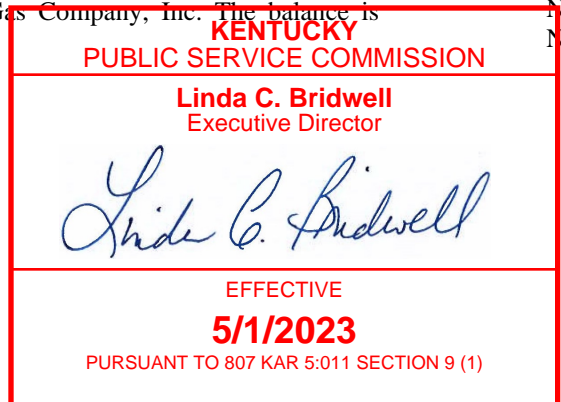 Gas Company, Inc. The balance is
KENTUCKY
PUBLIC SERVICE COMMISSION
Linda C. Bridwell
Executive Director
Linda C. Bridwell
EFFECTIVE
5/1/2023
PURSUANT TO 807 KAR 5:011 SECTION 9 (1)